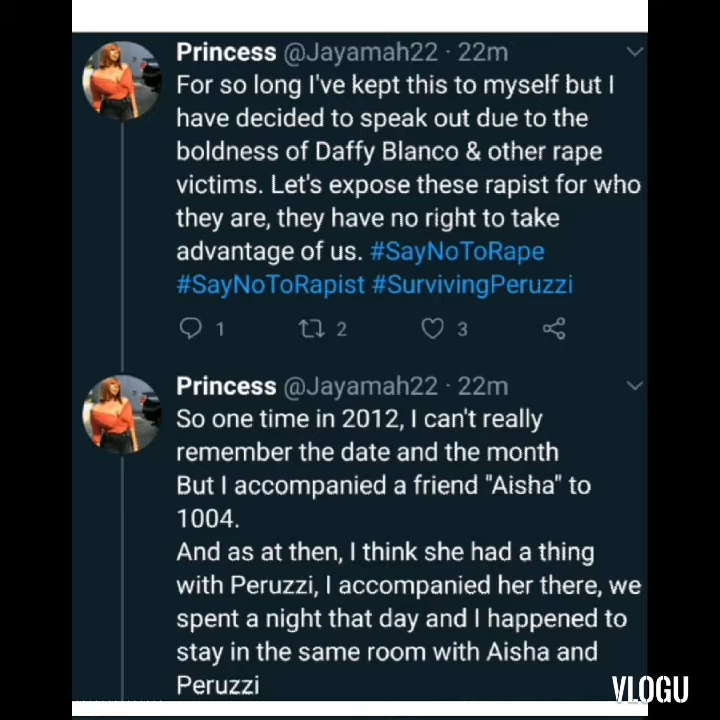 Princess @Jayamah22 · 22m
For so long I've kept this to myself but I
have decided to speak out due to the
boldness of Daffy Blanco & other rape
victims. Let's expose these rapist for who
they are, they have no right to take
advantage of us. #SayNoToRape
#SayNoToRapist #SurvivingPeruzzi
1 2 3
Princess @Jayamah22 · 22m
So one time in 2012, I can't really
remember the date and the month
But I accompanied a friend "Aisha" to
1004.
And as at then, I think she had a thing
with Peruzzi, I accompanied her there, we
spent a night that day and I happened to
stay in the same room with Aisha and
Peruzzi
VLOGU